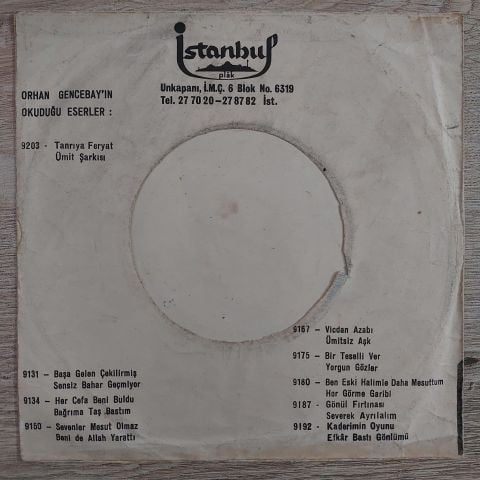 İstanbul
plâk
Unkapanı, İ.M.Ç. 6 Blok No. 6319
Tel. 27 70 20-27 87 82 İst.
ORHAN GENCEBAY'IN
OKUDUĞU ESERLER :
9203 - Tanrıya Feryat
Ümit Şarkısı
9131 - Başa Gelen Çekilirmiş
Sensiz Bahar Geçmiyor
9134 - Her Cefa Beni Buldu
Bağrıma Taş Bastım
9150 - Sevenler Mesut Olmaz
Beni de Allah Yarattı
9167 - Vicdan Azabı
Ümitsiz Aşk
9175 - Bir Teselli Ver
Yorgun Gözler
9180 - Ben Eski Halimle Daha Mesuttum
Hor Görme Garibi
9187 - Gönül Fırtınası
Severek Ayrılalım
9192 - Kaderimin Oyunu
Efkâr Bastı Gönlümü